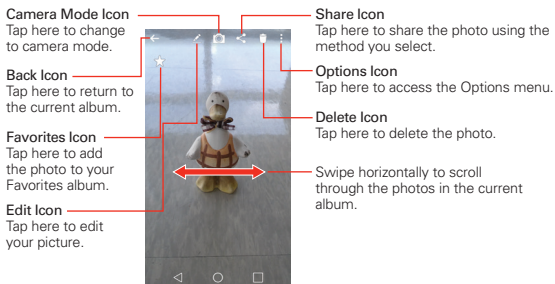 Camera Mode Icon
Tap here to change
to camera mode.
Back Icon
Tap here to return to
the current album.
Favorites Icon
Tap here to add
the photo to your
Favorites album.
Edit Icon
Tap here to edit
your picture.
Share Icon
Tap here to share the photo using the
method you select.
Options Icon
Tap here to access the Options menu.
Delete Icon
Tap here to delete the photo.
Swipe horizontally to scroll
through the photos in the current
album.